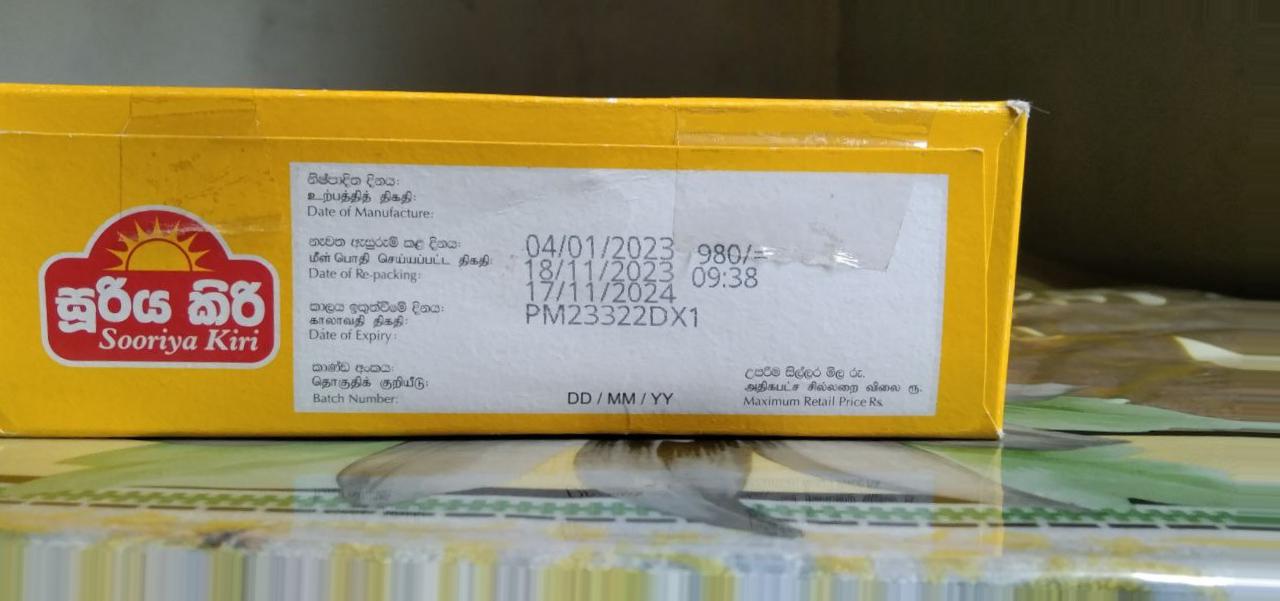 සූරිය කිරි
Sooriya Kiri
නිෂ්පාදිත දිනය:
உற்பத்தித் திகதி:
Date of Manufacture:
නැවත ඇසුරුම් කළ දිනය:
மீள் பொதி செய்யப்பட்ட திகதி:
Date of Re-packing:
කාලය ඉකුත්වීමේ දිනය:
காலாவதி திகதி:
Date of Expiry:
කාණ්ඩ අංකය:
தொகுதிக் குறியீடு:
Batch Number:
04/01/2023 980/=
18/11/2023 09:38
17/11/2024
PM23322DX1
DD / MM / YY
උපරිම සිල්ලර මිල රු.
அதிகபட்ச சில்லறை விலை ரூ.
Maximum Retail Price Rs.